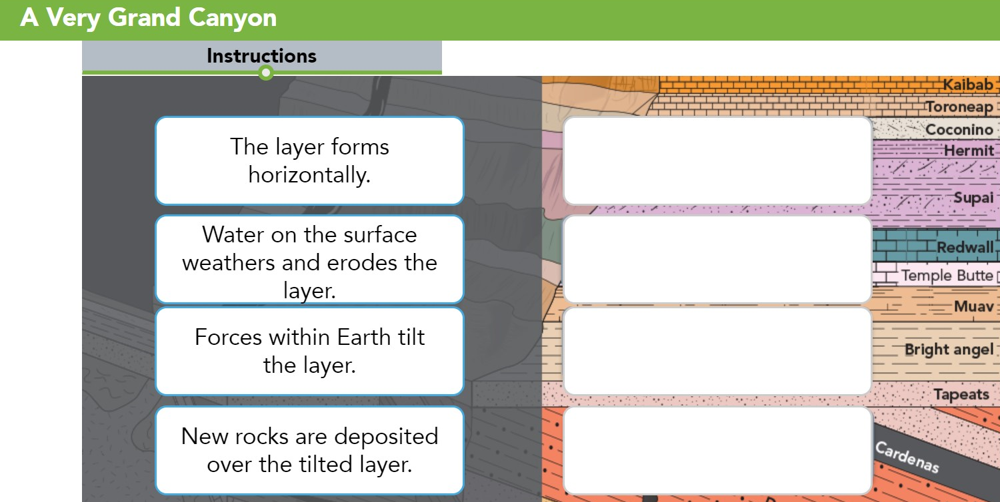 A Very Grand Canyon
Instructions
The layer forms
horizontally.
Water on the surface
weathers and erodes the
layer.
Forces within Earth tilt
the layer.
New rocks are deposited
over the tilted layer.
Kaibab
Toroneap
Coconino
Hermit
Supai
Redwall
Temple Butte
Muav
Bright angel
Tapeats
Cardenas